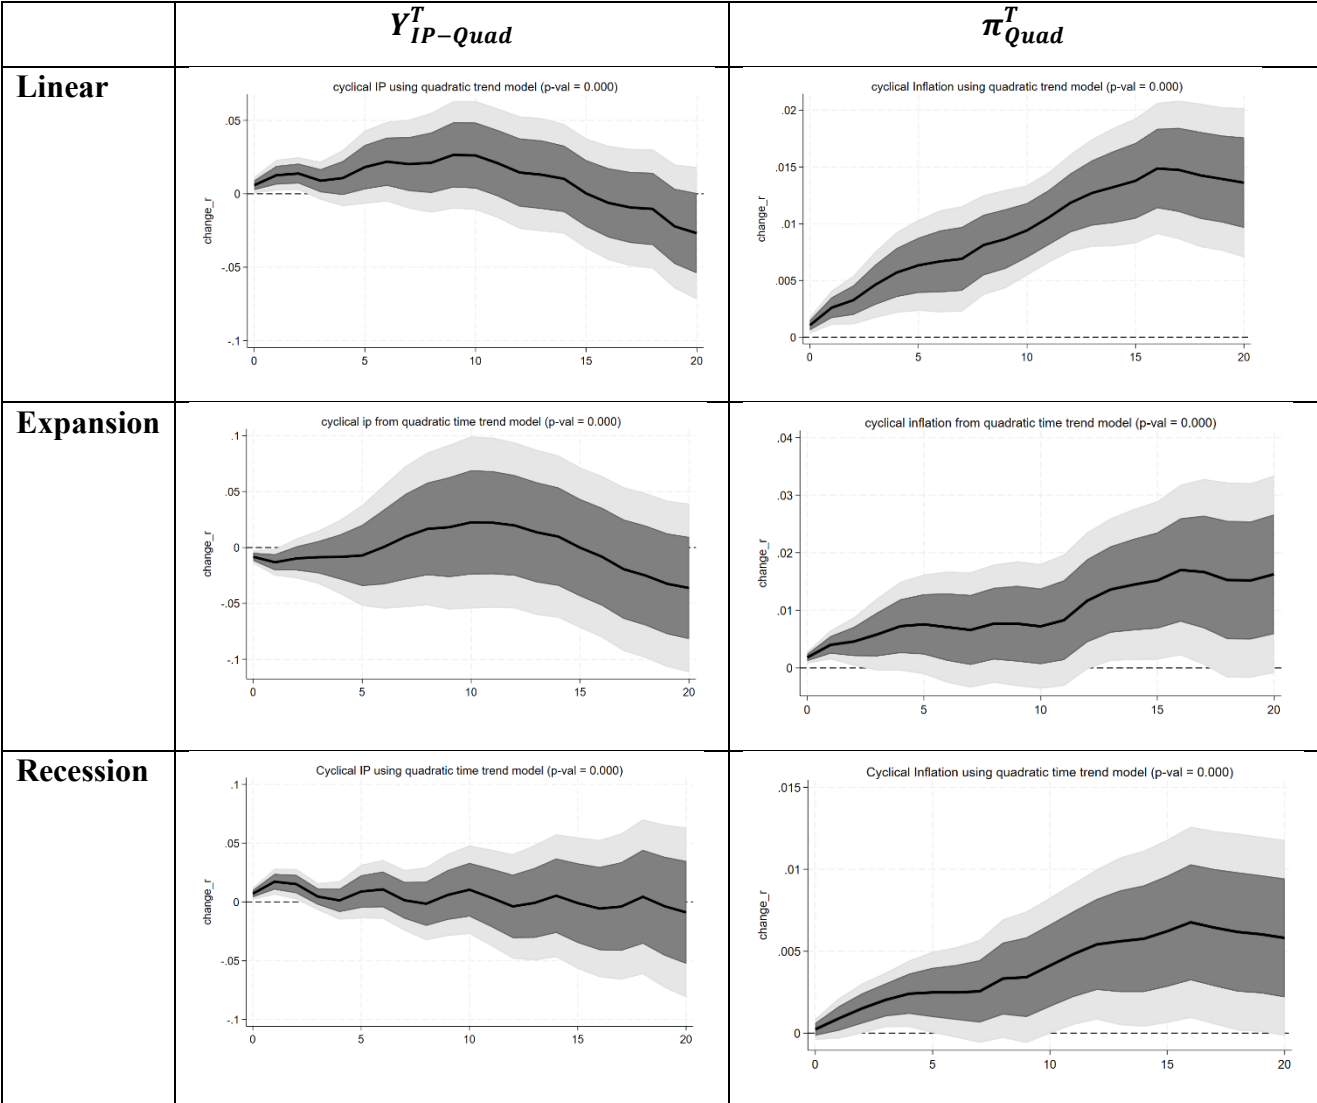 Y^T_{IP−Quad} π^T_{Quad}
Linear
cyclical IP using quadratic trend model (p-val = 0.000)
.05
0
-.05
-.1
change_r
0 5 10 15 20
cyclical Inflation using quadratic trend model (p-val = 0.000)
.02
.015
.01
.005
0
change_r
0 5 10 15 20
Expansion
cyclical ip from quadratic time trend model (p-val = 0.000)
.1
.05
0
-.05
-.1
change_r
0 5 10 15 20
cyclical inflation from quadratic time trend model (p-val = 0.000)
.04
.03
.02
.01
0
change_r
0 5 10 15 20
Recession
Cyclical IP using quadratic time trend model (p-val = 0.000)
.1
.05
0
-.05
-.1
change_r
0 5 10 15 20
Cyclical Inflation using quadratic time trend model (p-val = 0.000)
.015
.01
.005
0
change_r
0 5 10 15 20